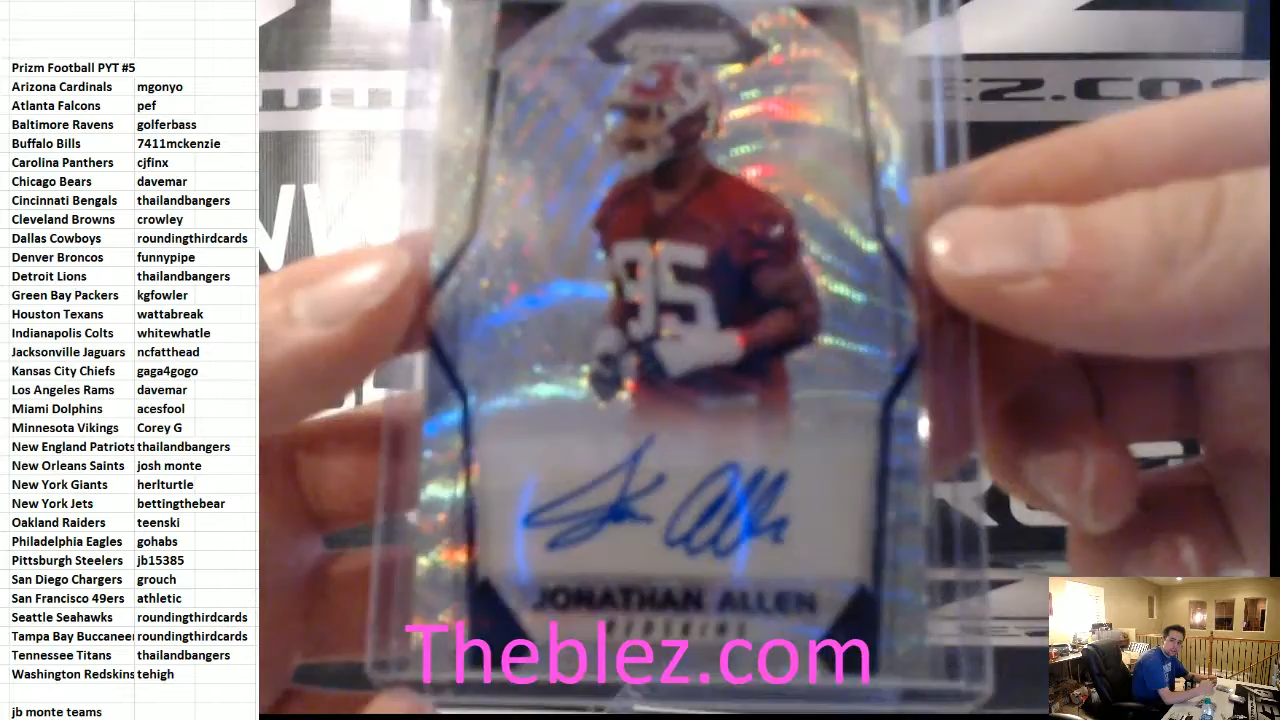 Prizm Football PYT #5
Arizona Cardinals mgonyo
Atlanta Falcons pef
Baltimore Ravens golferbass
Buffalo Bills 7411mckenzie
Carolina Panthers cjfinx
Chicago Bears davemar
Cincinnati Bengals thailandbangers
Cleveland Browns crowley
Dallas Cowboys roundingthirdcards
Denver Broncos funnypipe
Detroit Lions thailandbangers
Green Bay Packers kgfowler
Houston Texans wattabreak
Indianapolis Colts whitewhatle
Jacksonville Jaguars ncfatthead
Kansas City Chiefs gaga4gogo
Los Angeles Rams davemar
Miami Dolphins acesfool
Minnesota Vikings Corey G
New England Patriots thailandbangers
New Orleans Saints josh monte
New York Giants herlturtle
New York Jets bettingthebear
Oakland Raiders teenski
Philadelphia Eagles gohabs
Pittsburgh Steelers jb15385
San Diego Chargers grouch
San Francisco 49ers athletic
Seattle Seahawks roundingthirdcards
Tampa Bay Buccaneer roundingthirdcards
Tennessee Titans thailandbangers
Washington Redskins tehigh
jb monte teams
95
JONATHAN ALLEN
REDSKINS
Theblez.com